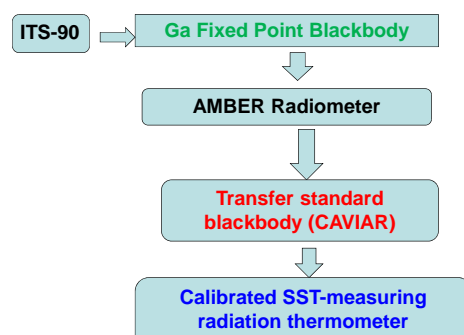 ITS-90
Ga Fixed Point Blackbody
AMBER Radiometer
Transfer standard
blackbody (CAVIAR)
Calibrated SST-measuring
radiation thermometer